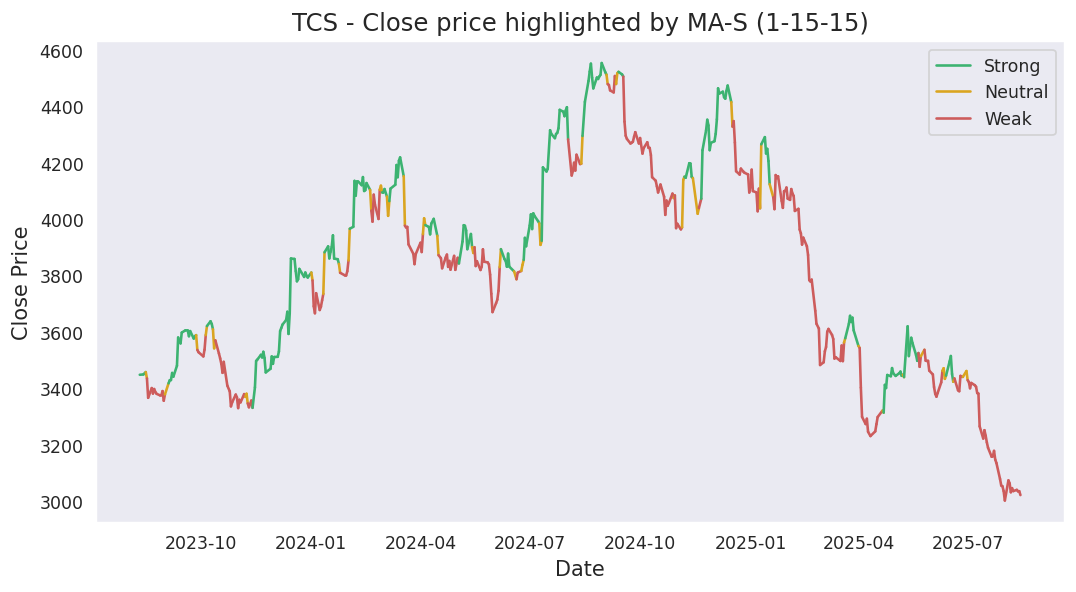 TCS - Close price highlighted by MA-S (1-15-15)
4600
4400
4200
4000
3800
3600
3400
3200
3000
Close Price
Strong
Neutral
Weak
2023-10 2024-01 2024-04 2024-07 2024-10 2025-01 2025-04 2025-07
Date